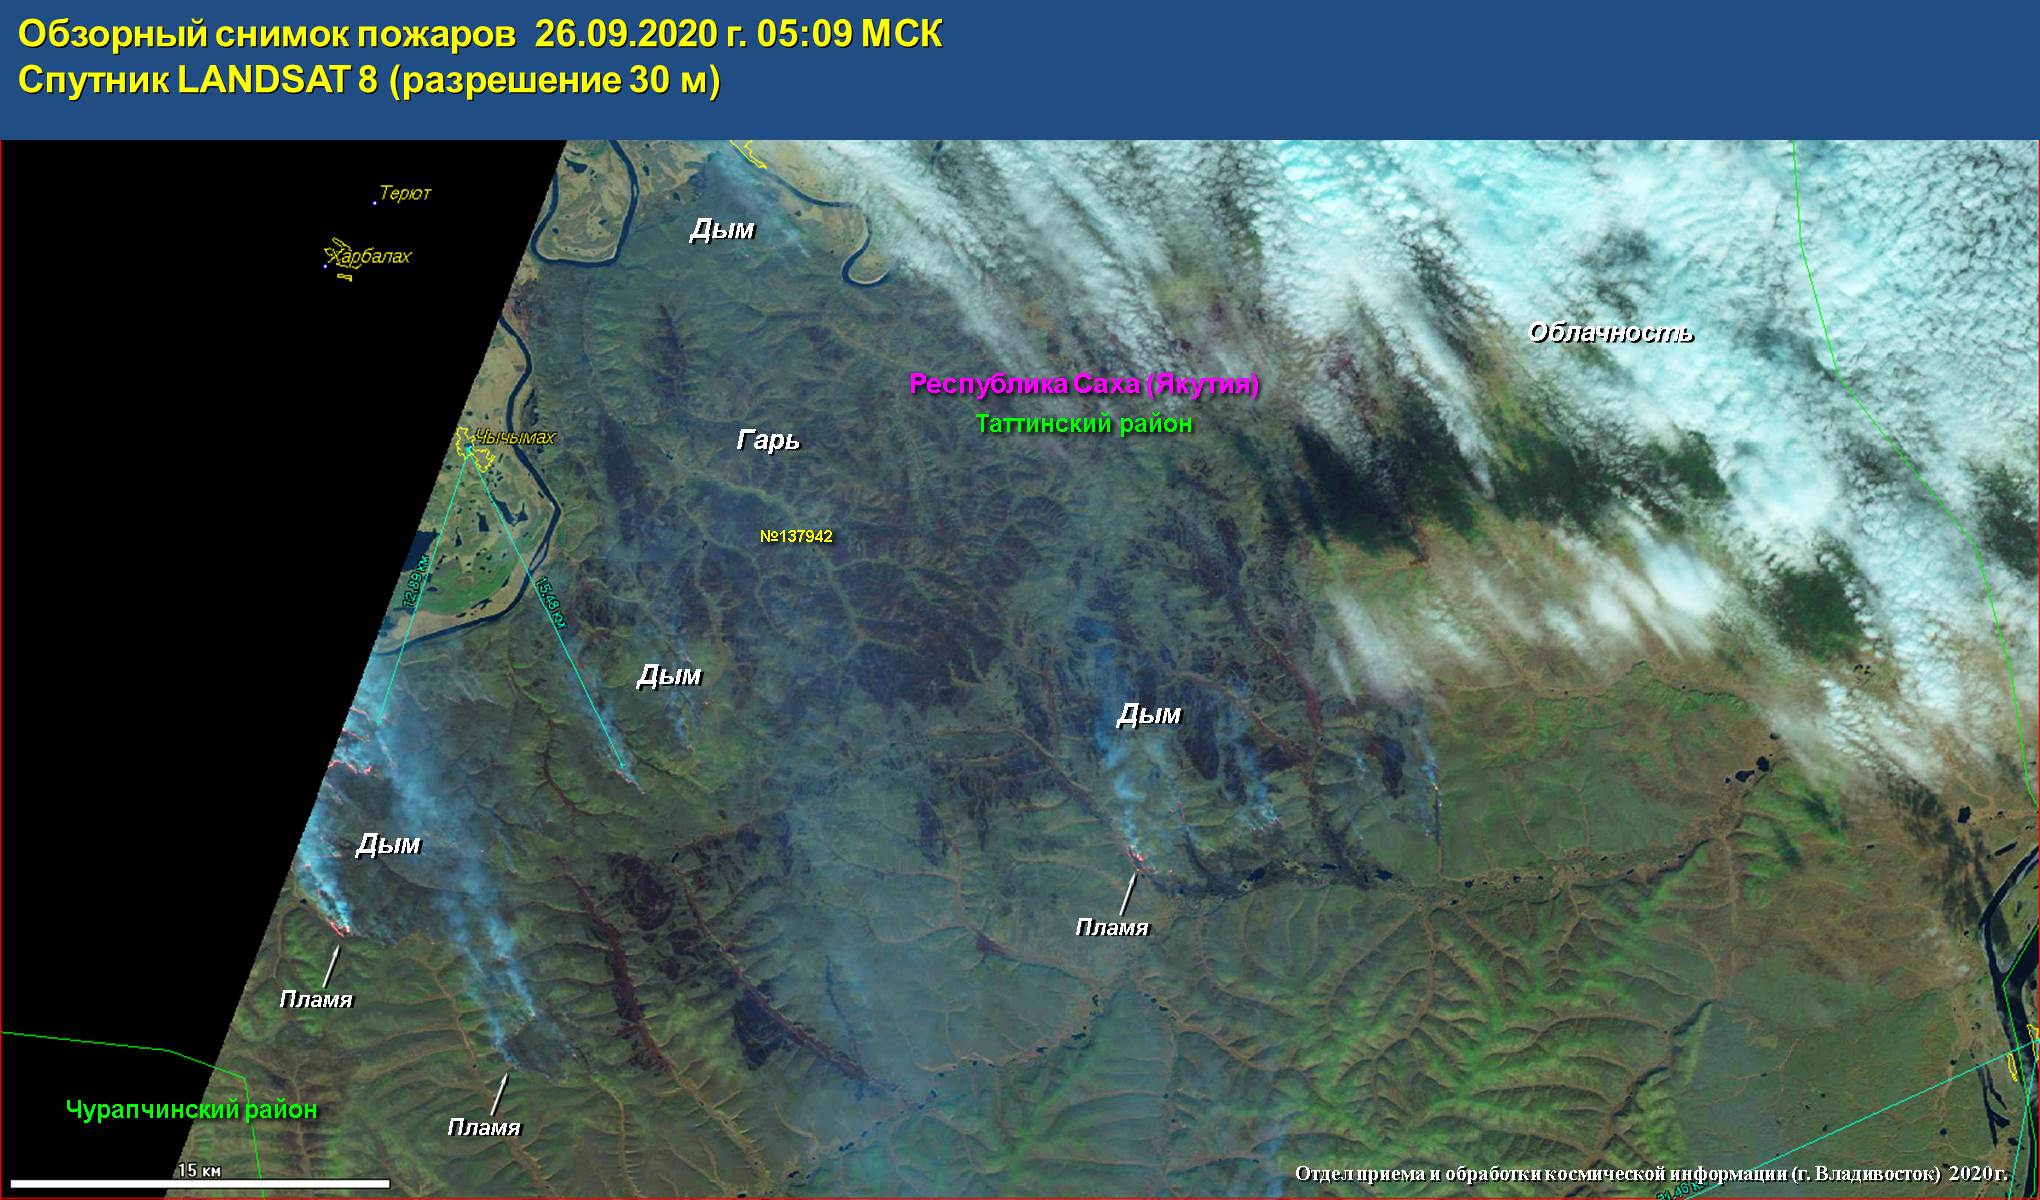 Обзорный снимок пожаров 26.09.2020 г. 05:09 МСК
Спутник LANDSAT 8 (разрешение 30 м)
Терют
Харбалах
Дым
Облачность
Республика Саха (Якутия)
Таттинский район
Чычымах
Гарь
№137942
12,89 км
15,48 км
Дым
Дым
Дым
Пламя
Пламя
Чурапчинский район
Пламя
15 км
Отдел приема и обработки космической информации (г. Владивосток) 2020 г.